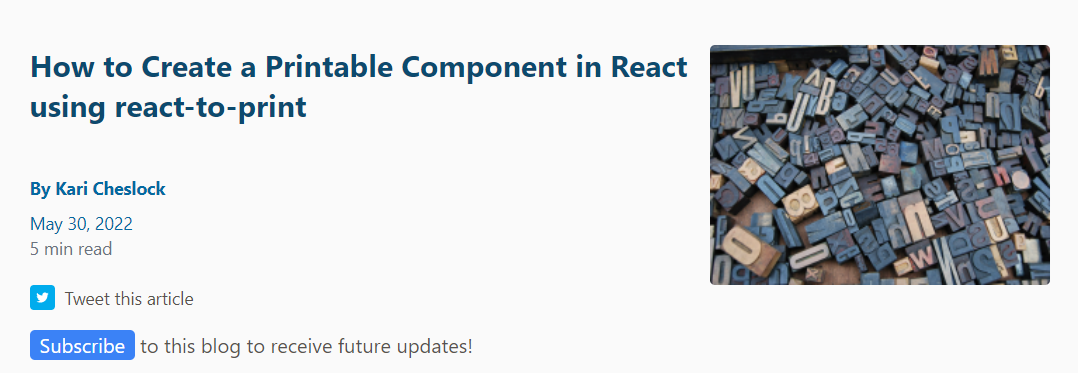 How to Create a Printable Component in React
using react-to-print
By Kari Cheslock
May 30, 2022
5 min read
Tweet this article
Subscribe to this blog to receive future updates!